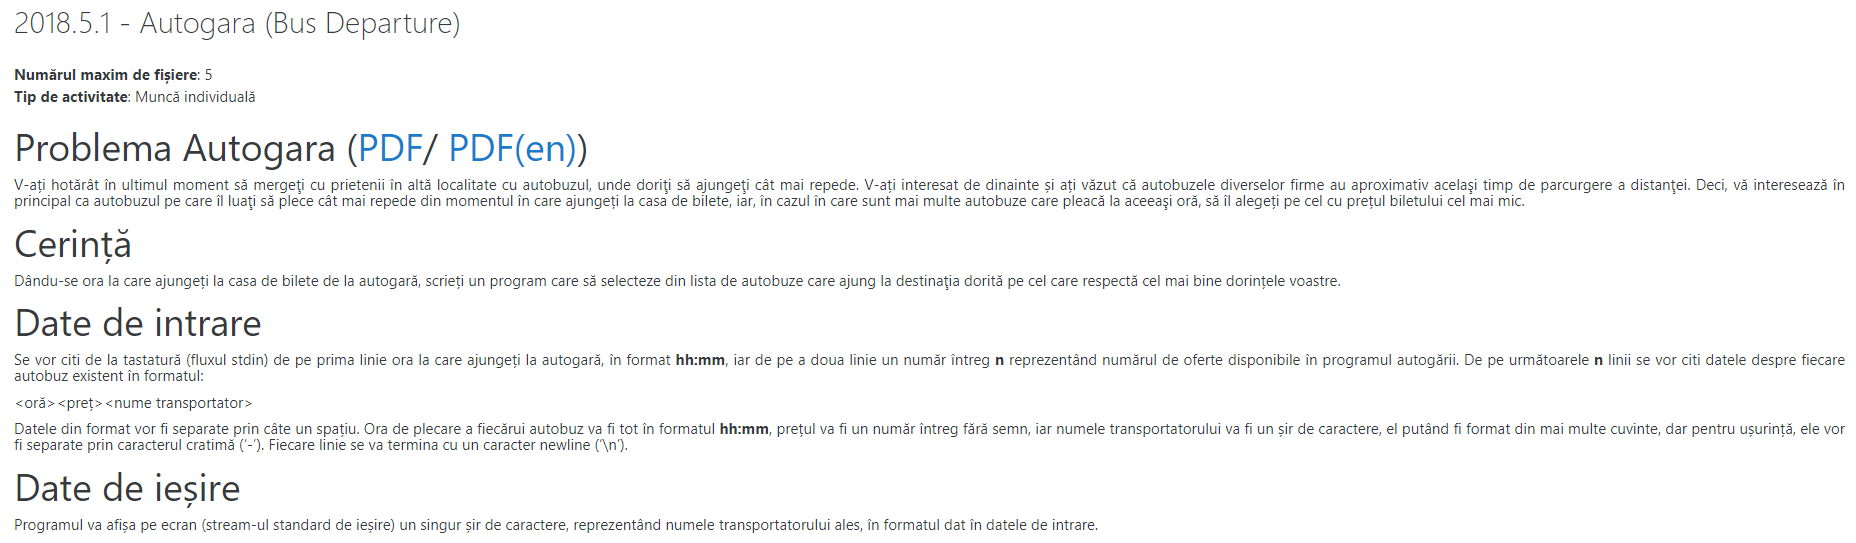 2018.5.1 - Autogara (Bus Departure)
Numărul maxim de fișiere: 5
Tip de activitate: Muncă individuală
Problema Autogara (PDF/ PDF(en))
V-ați hotărât în ultimul moment să mergeţi cu prietenii în altă localitate cu autobuzul, unde doriţi să ajungeţi cât mai repede. V-ați interesat de dinainte și ați văzut că autobuzele diverselor firme au aproximativ acelaşi timp de parcurgere a distanţei. Deci, vă interesează în
principal ca autobuzul pe care îl luaţi să plece cât mai repede din momentul în care ajungeți la casa de bilete, iar, în cazul în care sunt mai multe autobuze care pleacă la aceeaşi oră, să îl alegeți pe cel cu prețul biletului cel mai mic.
Cerință
Dându-se ora la care ajungeți la casa de bilete de la autogară, scrieți un program care să selecteze din lista de autobuze care ajung la destinaţia dorită pe cel care respectă cel mai bine dorințele voastre.
Date de intrare
Se vor citi de la tastatură (fluxul stdin) de pe prima linie ora la care ajungeți la autogară, în format hh:mm, iar de pe a doua linie un număr întreg n reprezentând numărul de oferte disponibile în programul autogării. De pe următoarele n linii se vor citi datele despre fiecare
autobuz existent în formatul:
<oră><preț><nume transportator>
Datele din format vor fi separate prin câte un spațiu. Ora de plecare a fiecărui autobuz va fi tot în formatul hh:mm, prețul va fi un număr întreg fără semn, iar numele transportatorului va fi un șir de caractere, el putând fi format din mai multe cuvinte, dar pentru ușurință, ele vor
fi separate prin caracterul cratimă ('-'). Fiecare linie se va termina cu un caracter newline ('\n').
Date de ieșire
Programul va afișa pe ecran (stream-ul standard de ieșire) un singur șir de caractere, reprezentând numele transportatorului ales, în formatul dat în datele de intrare.